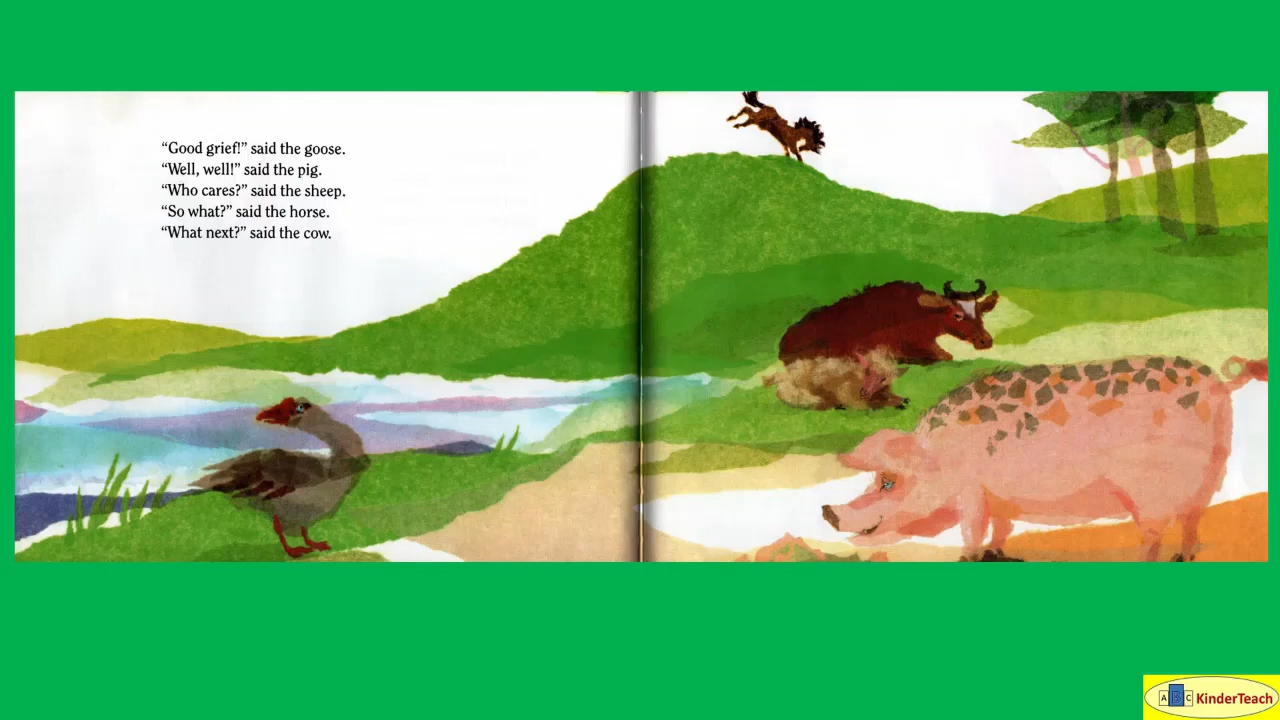 “Good grief!” said the goose.
“Well, well!” said the pig.
“Who cares?” said the sheep.
“So what?” said the horse.
“What next?” said the cow.
ABC KinderTeach